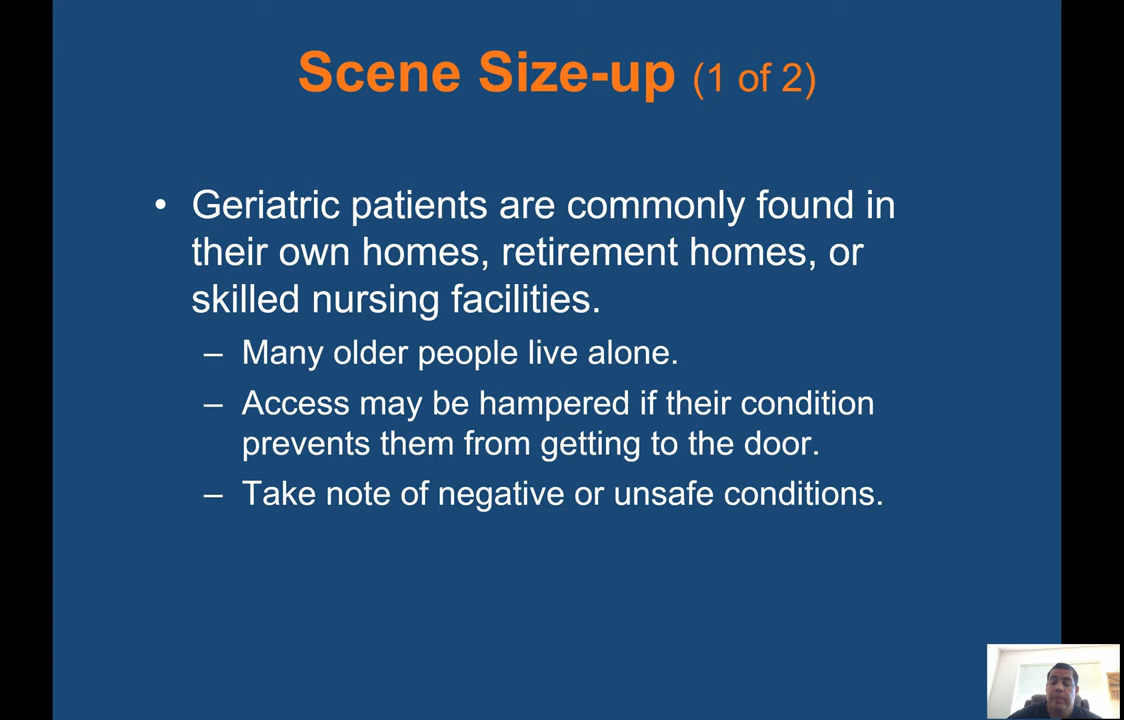 Scene Size-up (1 of 2)
• Geriatric patients are commonly found in
their own homes, retirement homes, or
skilled nursing facilities.
– Many older people live alone.
– Access may be hampered if their condition
prevents them from getting to the door.
– Take note of negative or unsafe conditions.